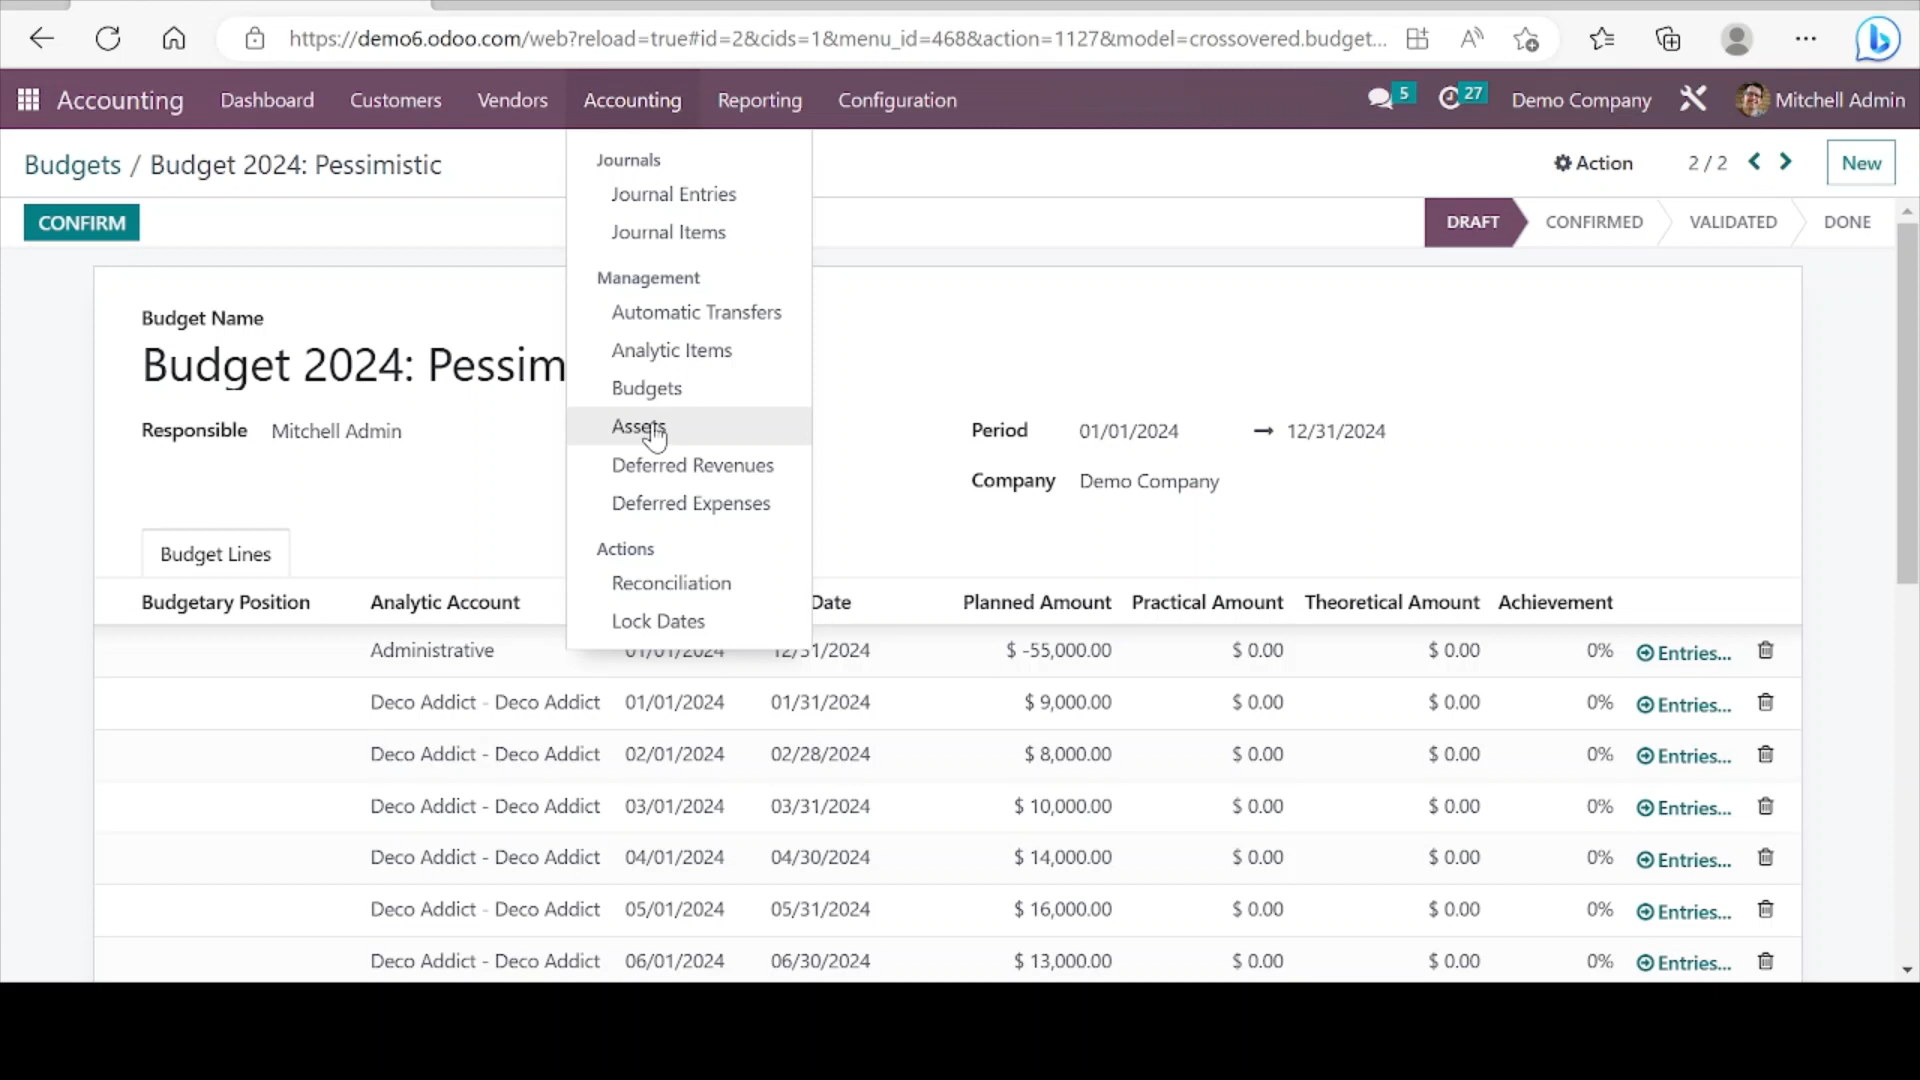 https://demo6.odoo.com/web?reload=true#id=2&cids=1&menu_id=468&action=1127&model=crossovered.budget...
Accounting Dashboard Customers Vendors Accounting Reporting Configuration 5 27 Demo Company Mitchell Admin
Budgets / Budget 2024: Pessimistic Action 2 / 2 New
CONFIRM DRAFT CONFIRMED VALIDATED DONE
Journals
Journal Entries
Journal Items
Management
Automatic Transfers
Analytic Items
Budgets
Assets
Deferred Revenues
Deferred Expenses
Actions
Reconciliation
Lock Dates
Budget Name
Budget 2024: Pessim
Responsible Mitchell Admin
Period 01/01/2024 → 12/31/2024
Company Demo Company
Budget Lines
Budgetary Position Analytic Account Date Planned Amount Practical Amount Theoretical Amount Achievement
Administrative 01/01/2024 12/31/2024 $ -55,000.00 $ 0.00 $ 0.00 0% Entries...
Deco Addict - Deco Addict 01/01/2024 01/31/2024 $ 9,000.00 $ 0.00 $ 0.00 0% Entries...
Deco Addict - Deco Addict 02/01/2024 02/28/2024 $ 8,000.00 $ 0.00 $ 0.00 0% Entries...
Deco Addict - Deco Addict 03/01/2024 03/31/2024 $ 10,000.00 $ 0.00 $ 0.00 0% Entries...
Deco Addict - Deco Addict 04/01/2024 04/30/2024 $ 14,000.00 $ 0.00 $ 0.00 0% Entries...
Deco Addict - Deco Addict 05/01/2024 05/31/2024 $ 16,000.00 $ 0.00 $ 0.00 0% Entries...
Deco Addict - Deco Addict 06/01/2024 06/30/2024 $ 13,000.00 $ 0.00 $ 0.00 0% Entries...